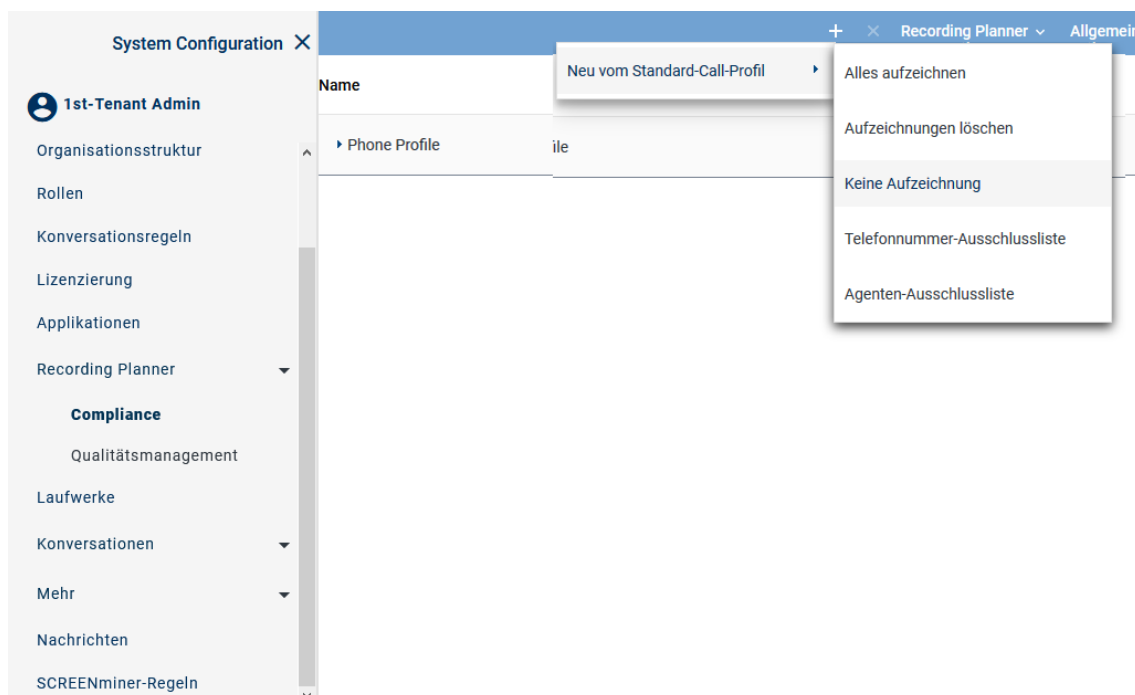 System Configuration
1st-Tenant Admin
Organisationsstruktur
Rollen
Konversationsregeln
Lizenzierung
Applikationen
Recording Planner
Compliance
Qualitätsmanagement
Laufwerke
Konversationen
Mehr
Nachrichten
SCREENminer-Regeln
Recording Planner Allgemein
Name
Neu vom Standard-Call-Profil
Phone Profile
ile
Alles aufzeichnen
Aufzeichnungen löschen
Keine Aufzeichnung
Telefonnummer-Ausschlussliste
Agenten-Ausschlussliste